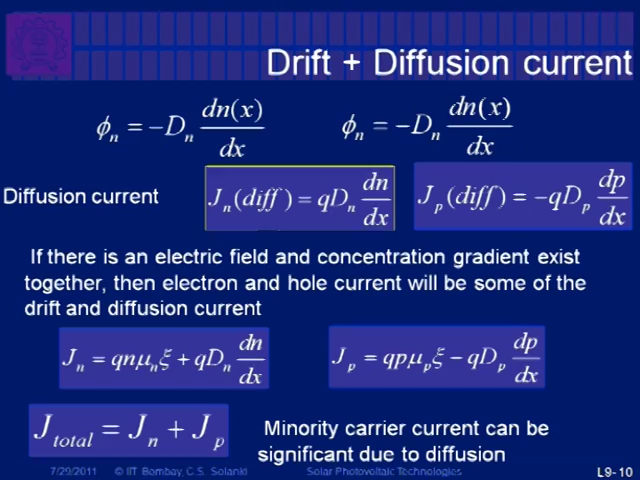 Drift + Diffusion current
ϕₙ = −Dₙ dn(x)/dx    ϕₙ = −Dₙ dn(x)/dx
Diffusion current    Jₙ(diff) = qDₙ dn/dx    Jₚ(diff) = −qDₚ dp/dx
If there is an electric field and concentration gradient exist
together, then electron and hole current will be some of the
drift and diffusion current
Jₙ = qnμₙξ + qDₙ dn/dx    Jₚ = qpμₚξ − qDₚ dp/dx
J_total = Jₙ + Jₚ    Minority carrier current can be
significant due to diffusion
7/29/2011    © IIT Bombay, C.S. Solanki    Solar Photovoltaic Technologies    L9- 10